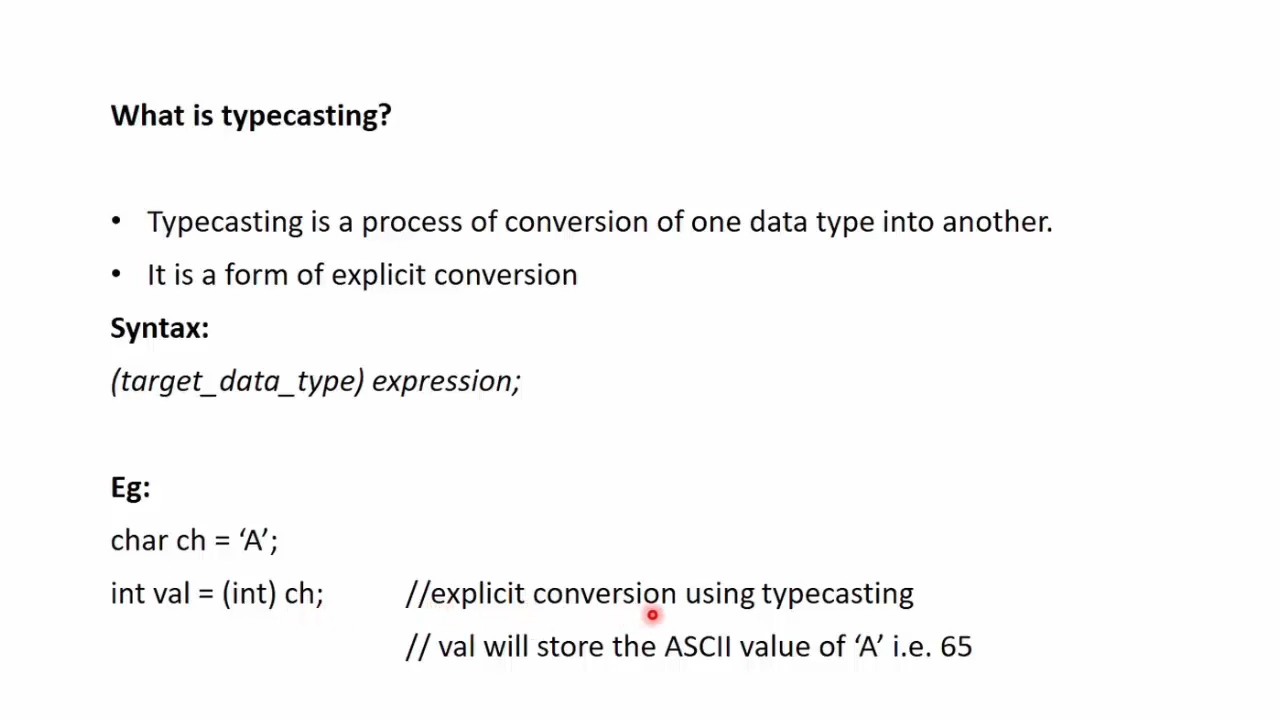 What is typecasting?
• Typecasting is a process of conversion of one data type into another.
• It is a form of explicit conversion
Syntax:
(target_data_type) expression;
Eg:
char ch = ‘A’;
int val = (int) ch; //explicit conversion using typecasting
// val will store the ASCII value of ‘A’ i.e. 65